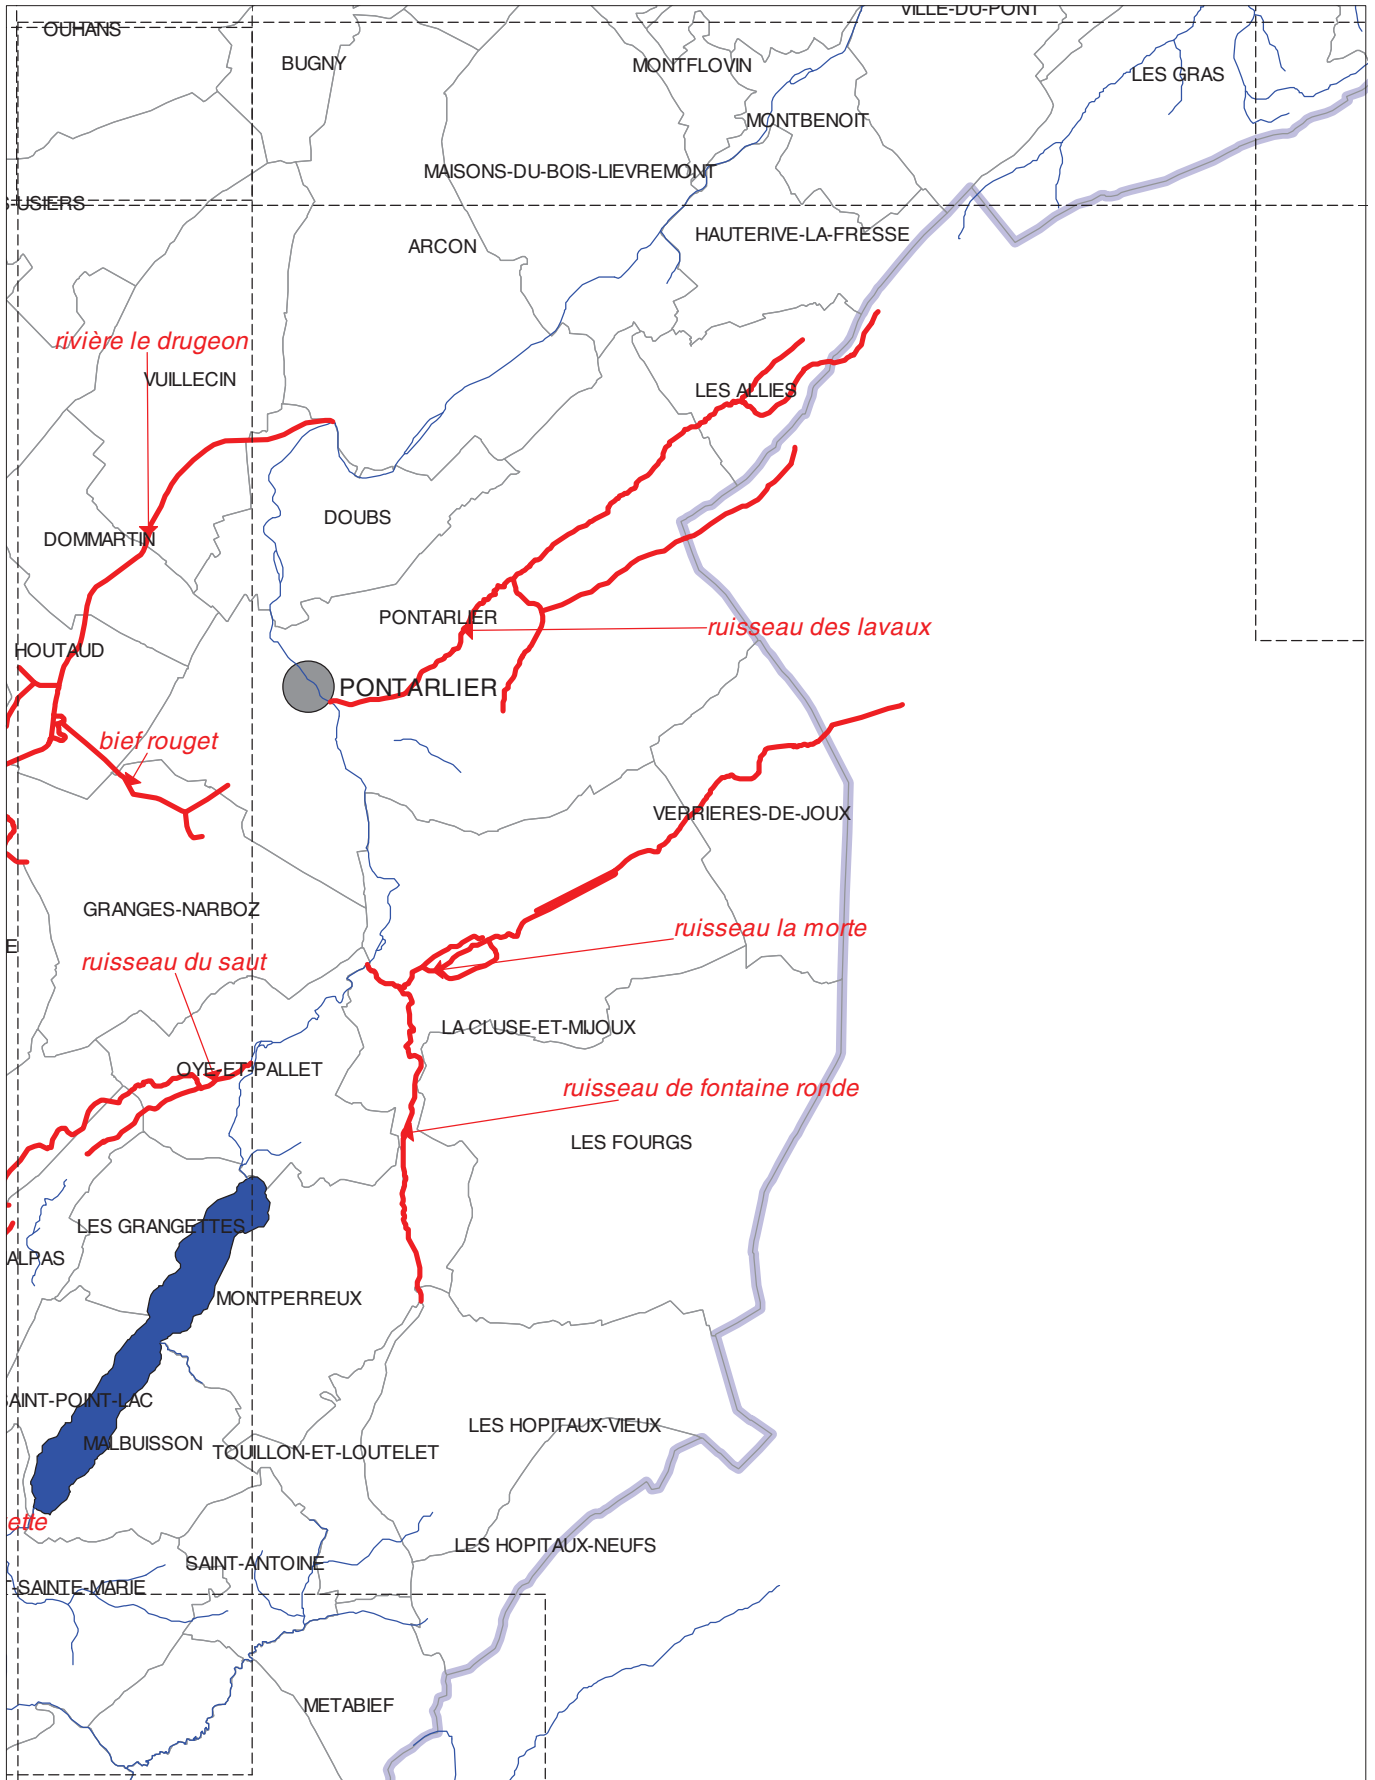 VILLE-DU-PONT
OUHANS
BUGNY
MONTFLOVIN
LES GRAS
MONTBENOIT
MAISONS-DU-BOIS-LIEVREMONT
USIERS
HAUTERIVE-LA-FRESSE
ARCON
rivière le drugeon
VUILLECIN
LES ALLIES
DOUBS
DOMMARTIN
PONTARLIER
ruisseau des lavaux
HOUTAUD
PONTARLIER
bief rouget
VERRIERES-DE-JOUX
GRANGES-NARBOZ
ruisseau la morte
E
ruisseau du saut
LA CLUSE-ET-MIJOUX
OYE-ET-PALLET
ruisseau de fontaine ronde
LES FOURGS
LES GRANGETTES
ALPAS
MONTPERREUX
SAINT-POINT-LAC
LES HOPITAUX-VIEUX
MALBUISSON
TOUILLON-ET-LOUTELET
ette
LES HOPITAUX-NEUFS
SAINT-ANTOINE
T-SAINTE-MARIE
METABIEF